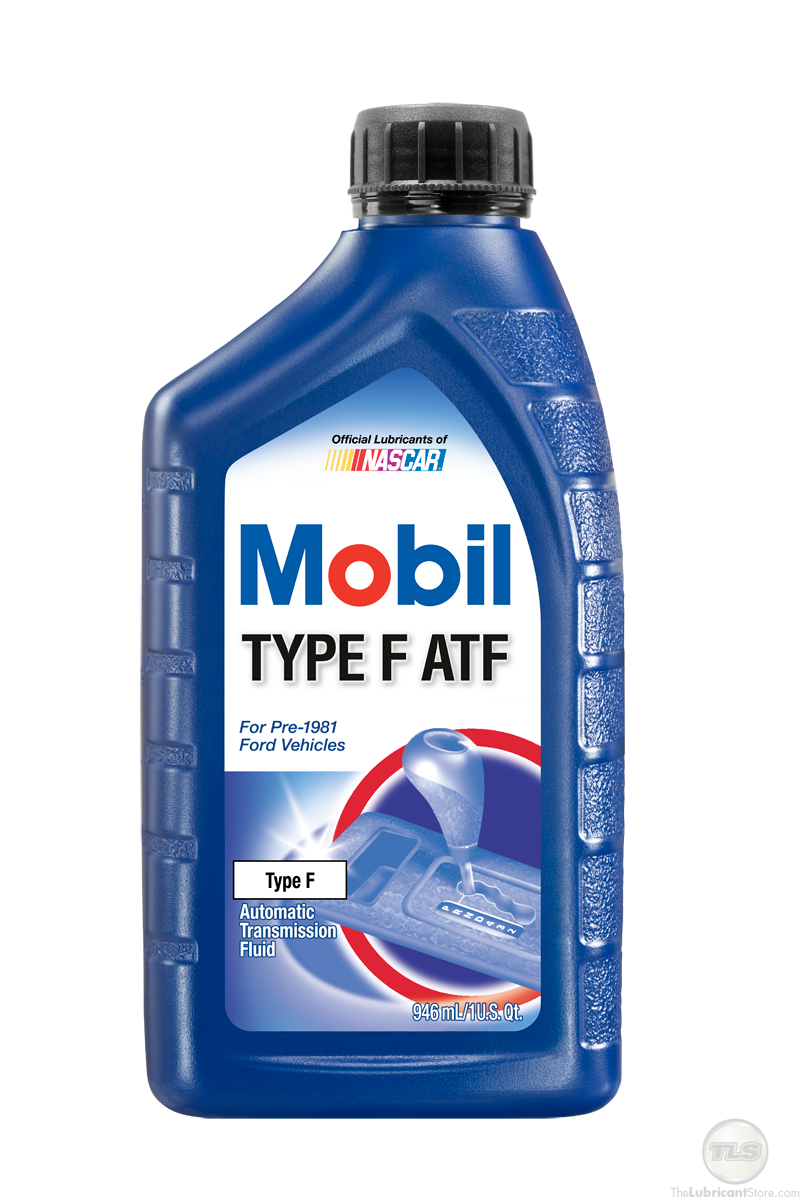 Official Lubricants of
NASCAR
Mobil
TYPE F ATF
For Pre-1981
Ford Vehicles
Type F
Automatic
Transmission
Fluid
PRND432
946 mL/1U.S. Qt.
TLS
TheLubricantStore.com